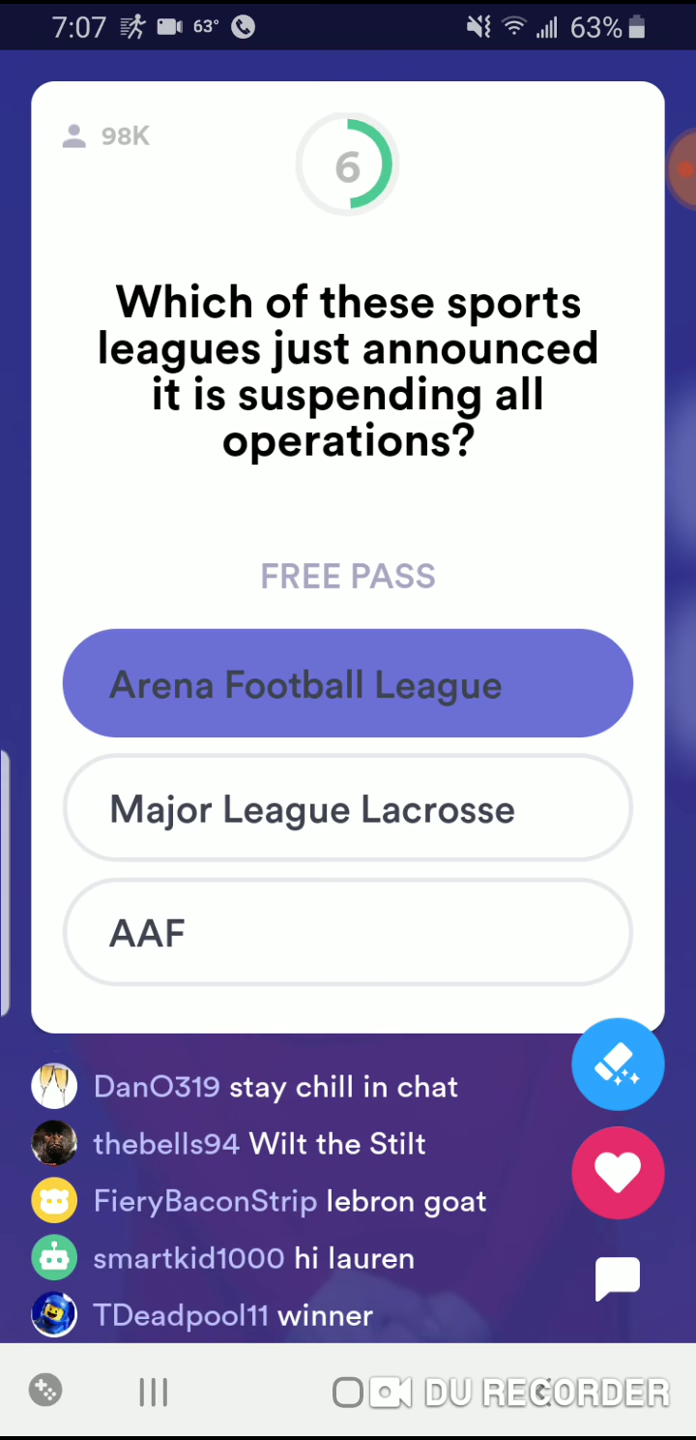 7:07 63° 63%
98K
6
Which of these sports
leagues just announced
it is suspending all
operations?
FREE PASS
Arena Football League
Major League Lacrosse
AAF
DanO319 stay chill in chat
thebells94 Wilt the Stilt
FieryBaconStrip lebron goat
smartkid1000 hi lauren
TDeadpool11 winner
DU RECORDER